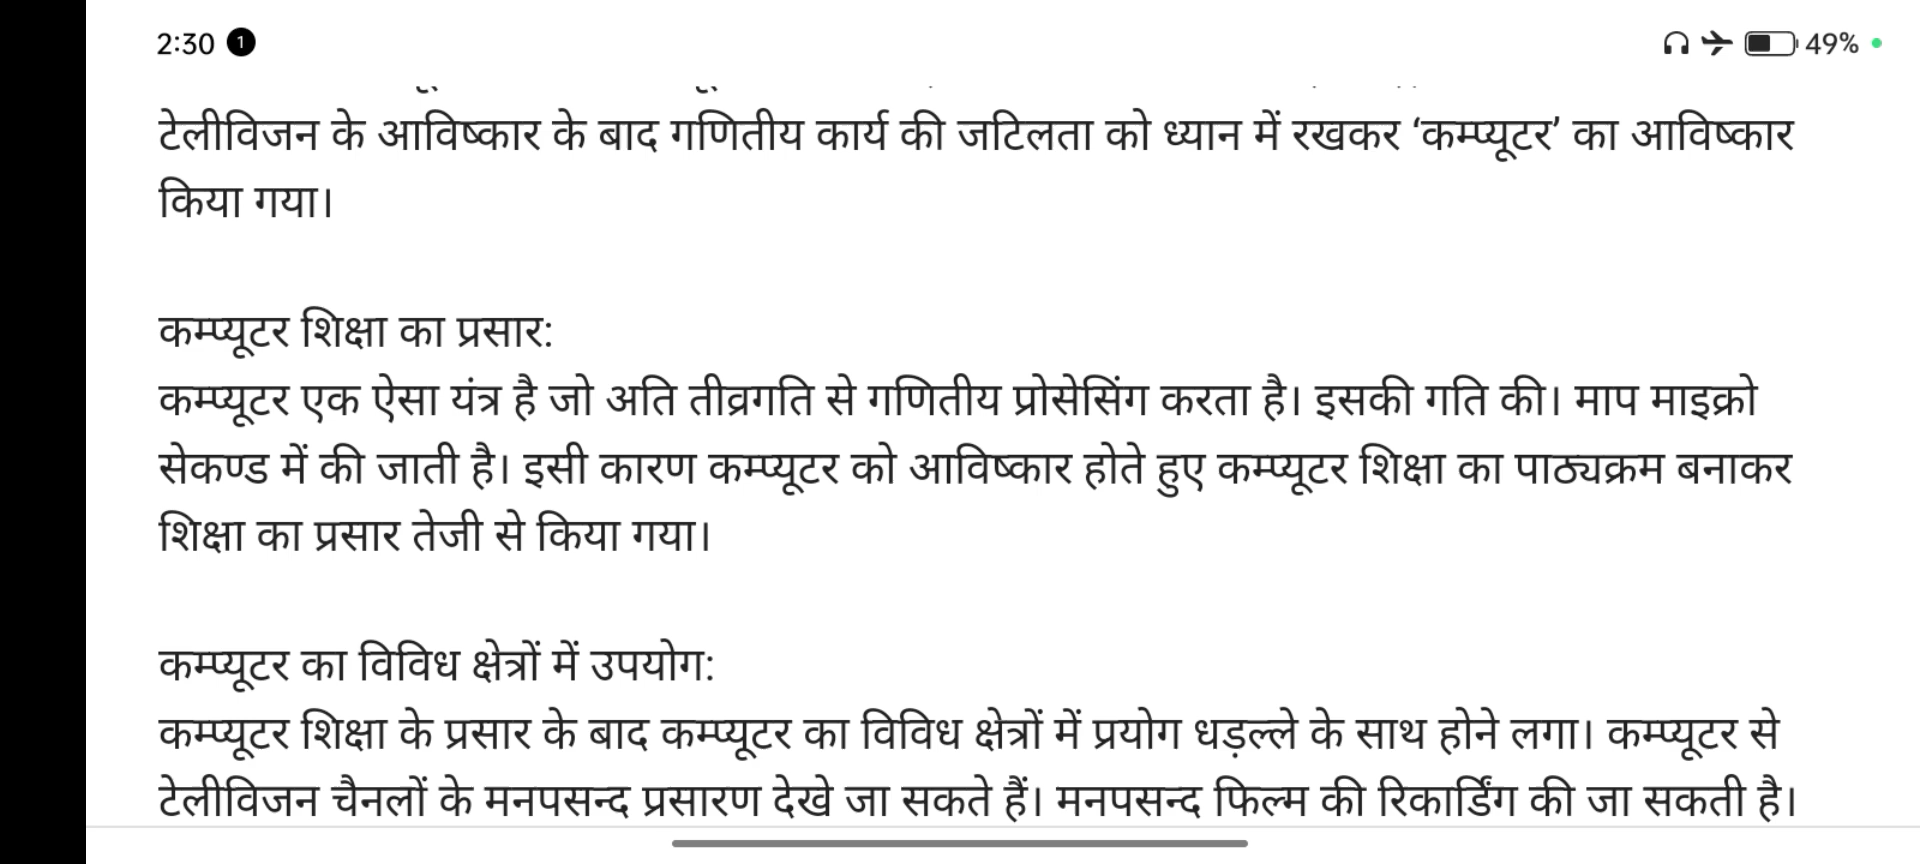 2:30 1
49%
टेलीविजन के आविष्कार के बाद गणितीय कार्य की जटिलता को ध्यान में रखकर ‘कम्प्यूटर’ का आविष्कार
किया गया।
कम्प्यूटर शिक्षा का प्रसार:
कम्प्यूटर एक ऐसा यंत्र है जो अति तीव्रगति से गणितीय प्रोसेसिंग करता है। इसकी गति की। माप माइक्रो
सेकण्ड में की जाती है। इसी कारण कम्प्यूटर को आविष्कार होते हुए कम्प्यूटर शिक्षा का पाठ्यक्रम बनाकर
शिक्षा का प्रसार तेजी से किया गया।
कम्प्यूटर का विविध क्षेत्रों में उपयोग:
कम्प्यूटर शिक्षा के प्रसार के बाद कम्प्यूटर का विविध क्षेत्रों में प्रयोग धड़ल्ले के साथ होने लगा। कम्प्यूटर से
टेलीविजन चैनलों के मनपसन्द प्रसारण देखे जा सकते हैं। मनपसन्द फिल्म की रिकार्डिंग की जा सकती है।